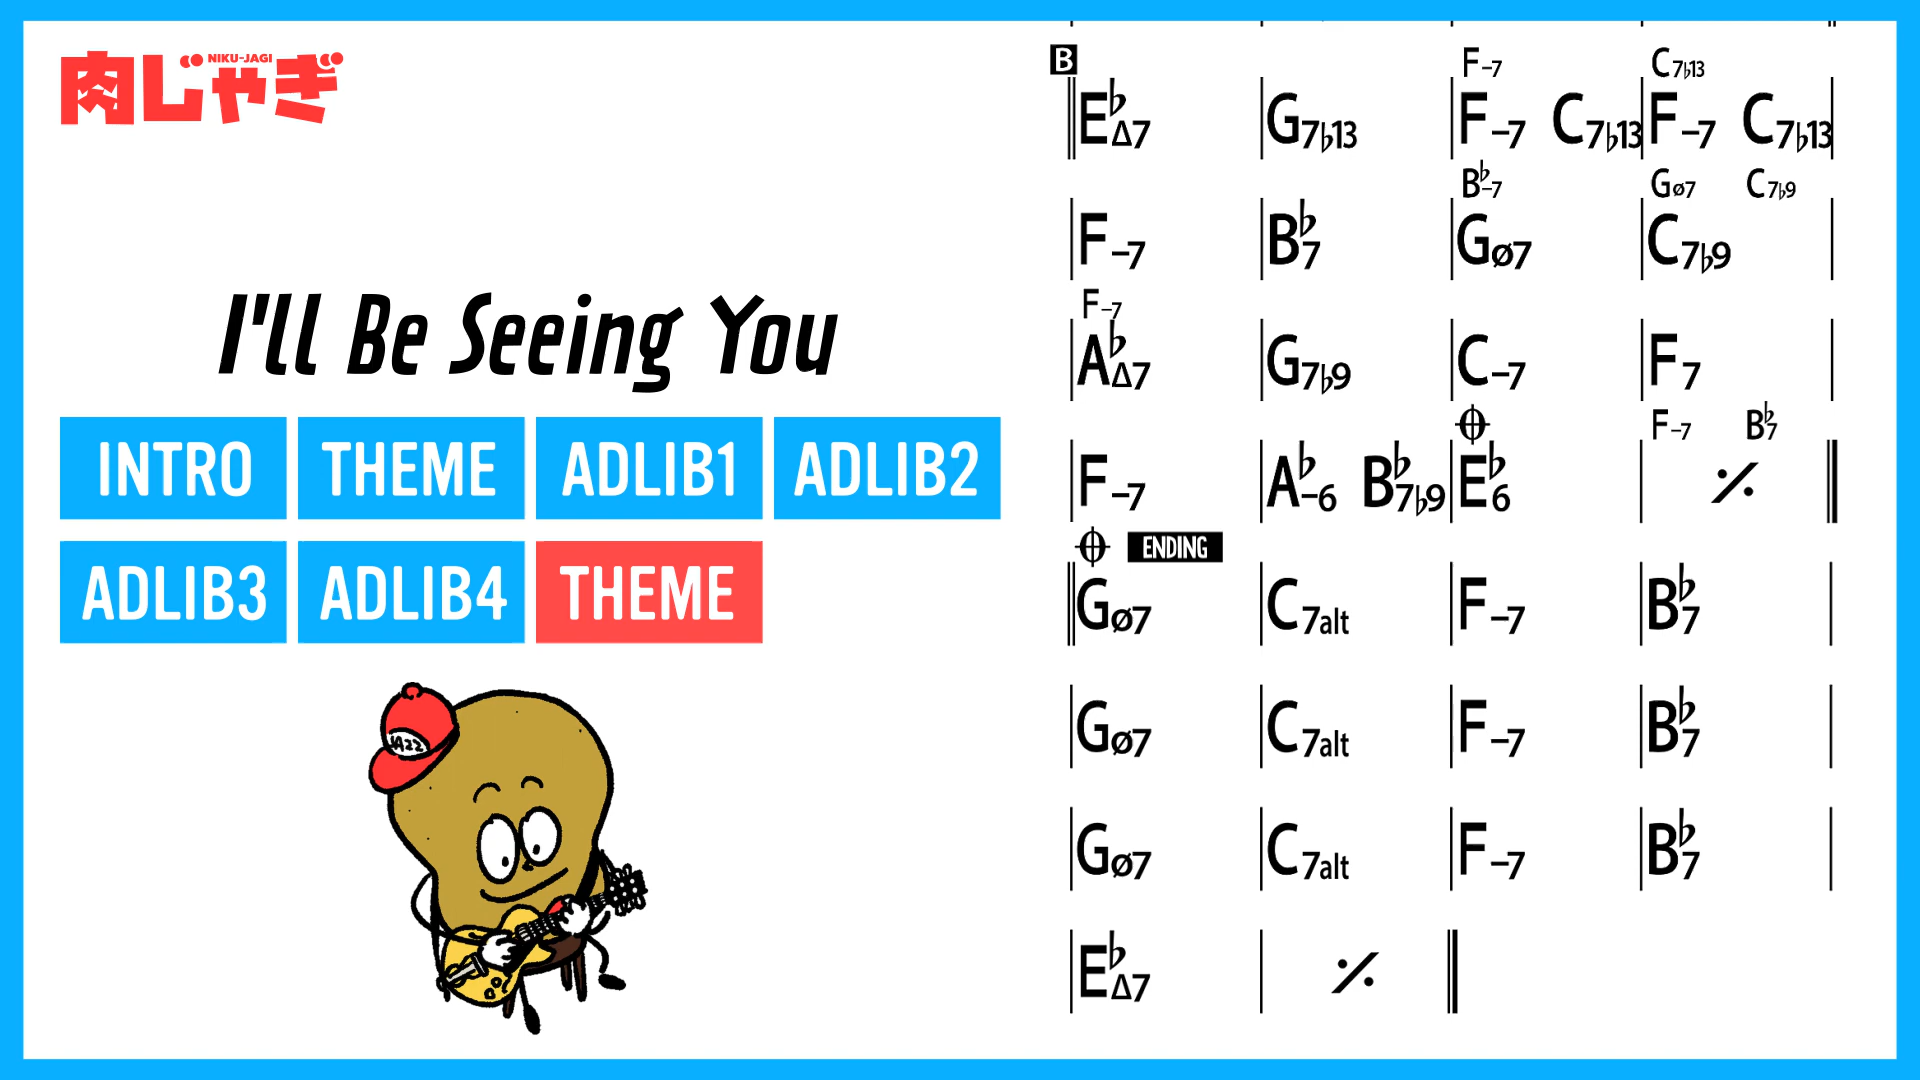 肉じゃぎ
NIKU-JAGI
I'll Be Seeing You
INTRO THEME ADLIB1 ADLIB2
ADLIB3 ADLIB4 THEME
JAZZ
B
F-7 C7♭13
E♭Δ7 G7♭13 F-7 C7♭13 F-7 C7♭13
B♭-7 Gø7 C7♭9
F-7 B♭7 Gø7 C7♭9
F-7
A♭Δ7 G7♭9 C-7 F7
F-7 B♭7
F-7 A♭-6 B♭7♭9 E♭6
ENDING
Gø7 C7alt F-7 B♭7
Gø7 C7alt F-7 B♭7
Gø7 C7alt F-7 B♭7
E♭Δ7